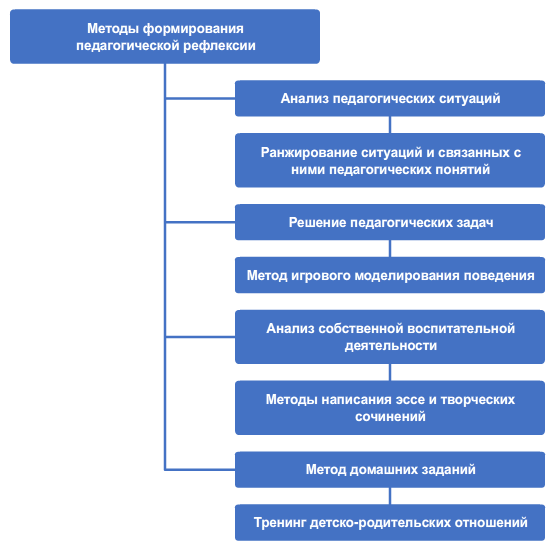 Методы формирования
педагогической рефлексии
Анализ педагогических ситуаций
Ранжирование ситуаций и связанных с
ними педагогических понятий
Решение педагогических задач
Метод игрового моделирования поведения
Анализ собственной воспитательной
деятельности
Методы написания эссе и творческих
сочинений
Метод домашних заданий
Тренинг детско-родительских отношений